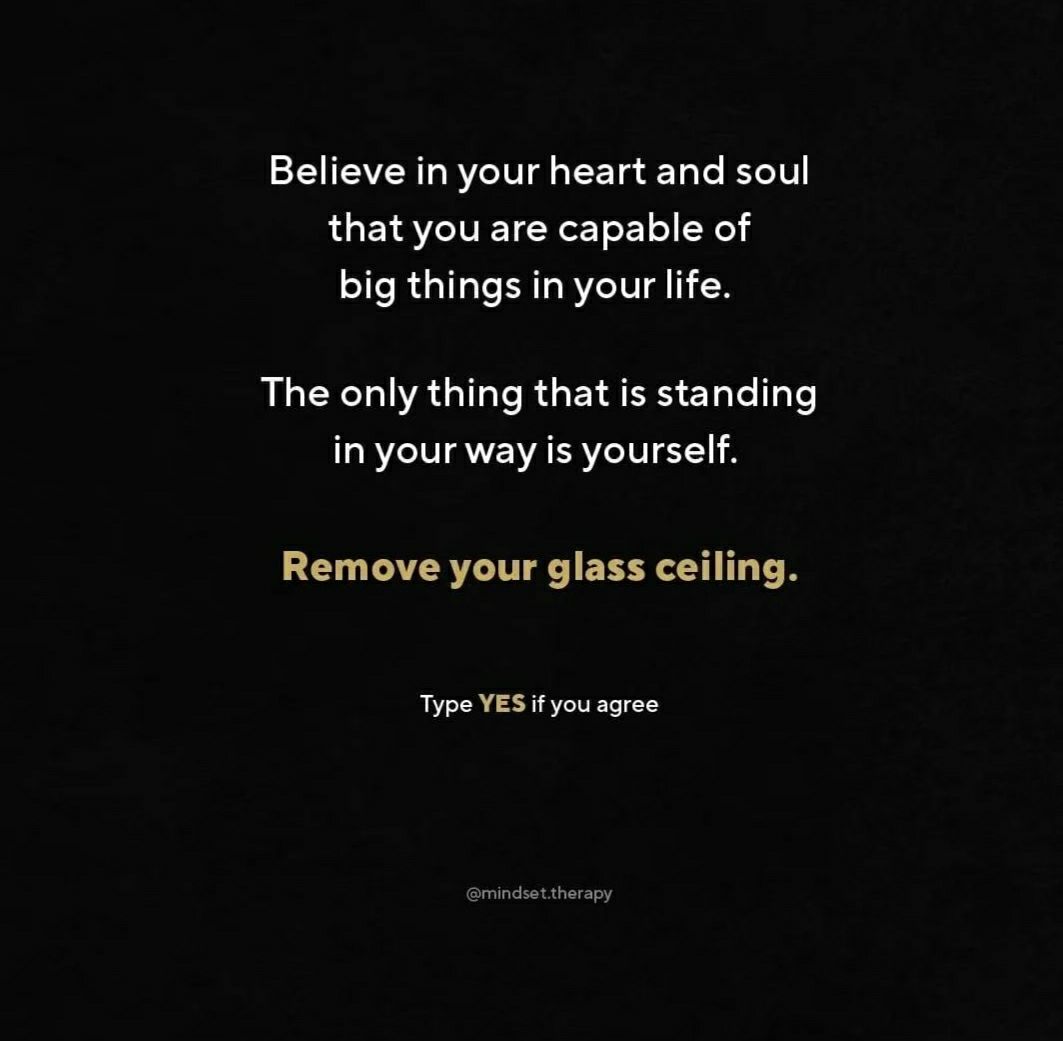 Believe in your heart and soul
that you are capable of
big things in your life.
The only thing that is standing
in your way is yourself.
Remove your glass ceiling.
Type YES if you agree
@mindset.therapy